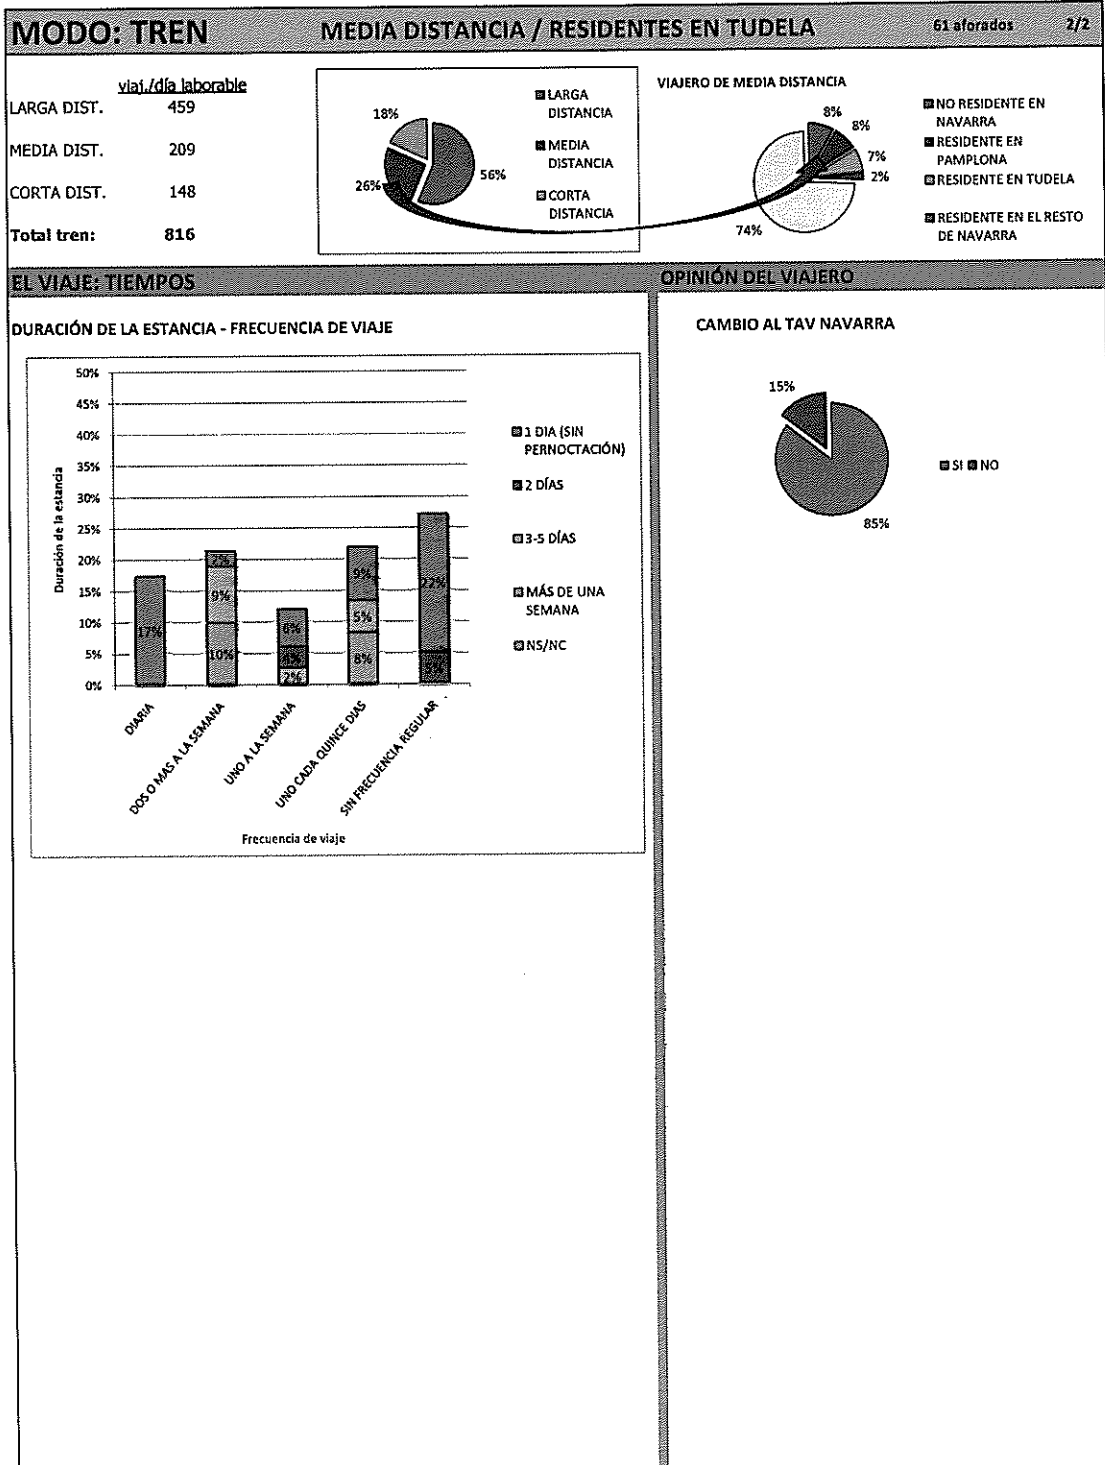 MODO: TREN
MEDIA DISTANCIA / RESIDENTES EN TUDELA
61 aforados
2/2
viaj./día laborable
LARGA DIST. 459
MEDIA DIST. 209
CORTA DIST. 148
Total tren: 816
18%
26%
56%
LARGA
DISTANCIA
MEDIA
DISTANCIA
CORTA
DISTANCIA
VIAJERO DE MEDIA DISTANCIA
8%
8%
7%
2%
74%
NO RESIDENTE EN
NAVARRA
RESIDENTE EN
PAMPLONA
RESIDENTE EN TUDELA
RESIDENTE EN EL RESTO
DE NAVARRA
EL VIAJE: TIEMPOS
OPINIÓN DEL VIAJERO
DURACIÓN DE LA ESTANCIA - FRECUENCIA DE VIAJE
Duración de la estancia
50%
45%
40%
35%
30%
25%
20%
15%
10%
5%
0%
17%
2%
9%
10%
6%
4%
2%
9%
5%
8%
22%
5%
DIARIA
DOS O MAS A LA SEMANA
UNO A LA SEMANA
UNO CADA QUINCE DIAS
SIN FRECUENCIA REGULAR
Frecuencia de viaje
1 DIA (SIN
PERNOCTACIÓN)
2 DÍAS
3-5 DÍAS
MÁS DE UNA
SEMANA
NS/NC
CAMBIO AL TAV NAVARRA
15%
85%
SI NO